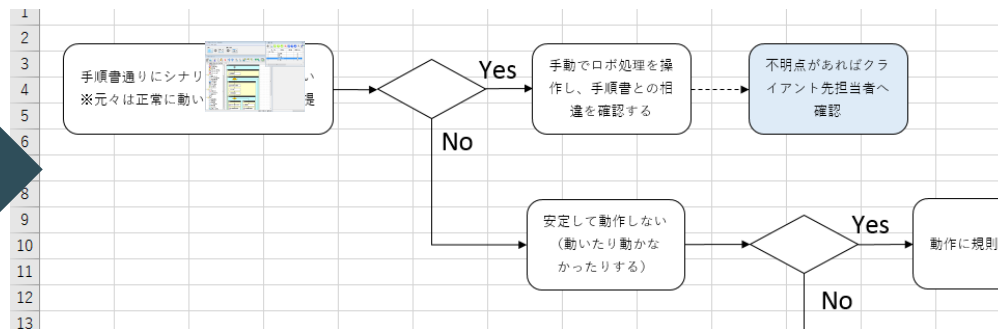 1
2
3
4
5
6
8
9
10
11
12
13
手順書通りにシナリ
い
※元々は正常に動い
提
Yes
No
手動でロボ処理を操
作し、手順書との相
違を確認する
不明点があればクラ
イアント先担当者へ
確認
安定して動作しない
（動いたり動かな
かったりする）
Yes
No
動作に規則